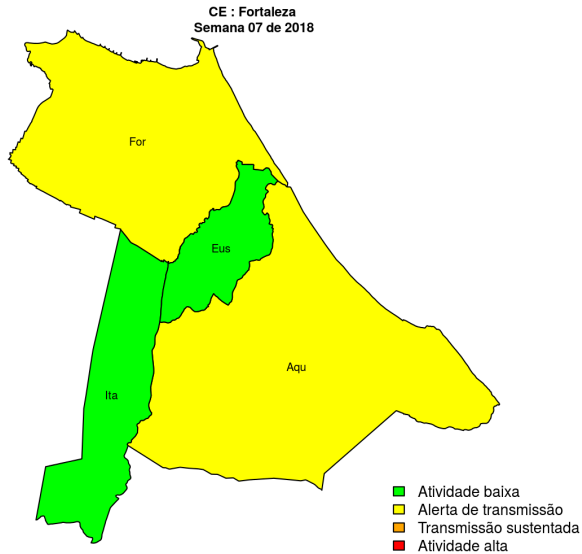 CE : Fortaleza
Semana 07 de 2018
For
Eus
Aqu
Ita
Atividade baixa
Alerta de transmissão
Transmissão sustentada
Atividade alta